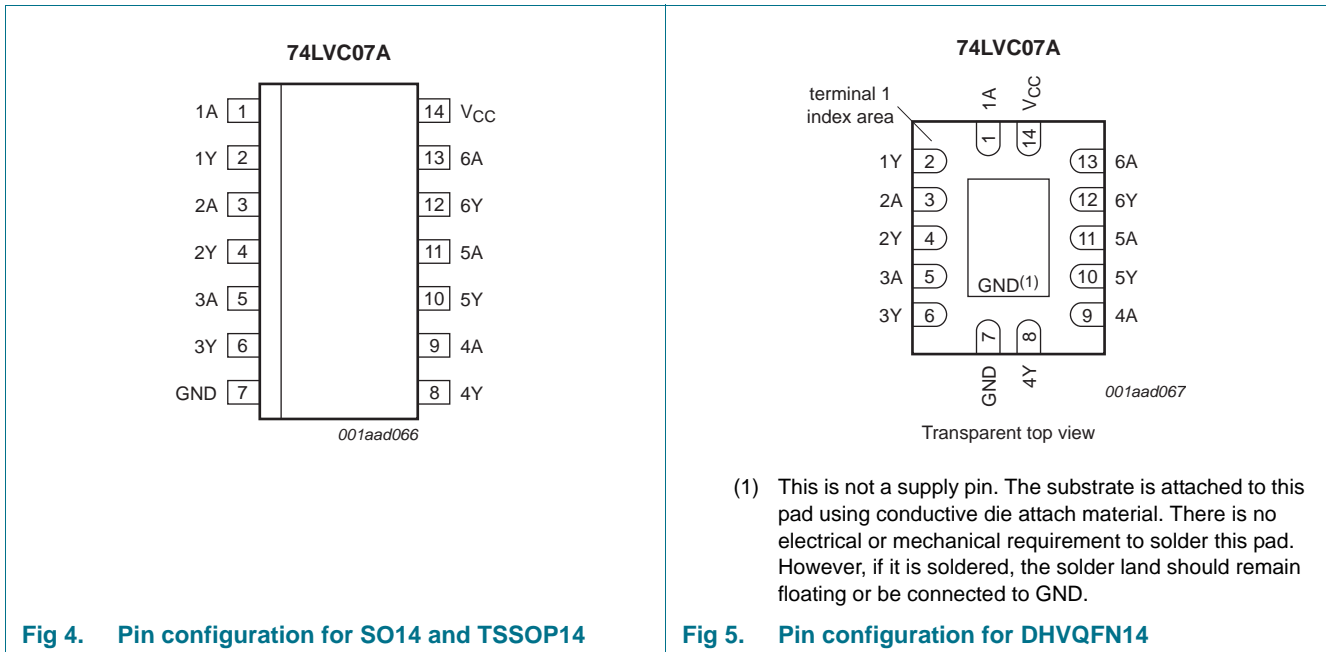 74LVC07A
1A 1
14 VCC
1Y 2
13 6A
2A 3
12 6Y
2Y 4
11 5A
3A 5
10 5Y
3Y 6
9 4A
GND 7
8 4Y
001aad066
Fig 4. Pin configuration for SO14 and TSSOP14
74LVC07A
terminal 1
index area
1A
VCC
1
14
1Y 2
13 6A
2A 3
12 6Y
2Y 4
11 5A
3A 5
10 5Y
GND(1)
3Y 6
9 4A
7
8
GND
4Y
001aad067
Transparent top view
(1) This is not a supply pin. The substrate is attached to this
pad using conductive die attach material. There is no
electrical or mechanical requirement to solder this pad.
However, if it is soldered, the solder land should remain
floating or be connected to GND.
Fig 5. Pin configuration for DHVQFN14